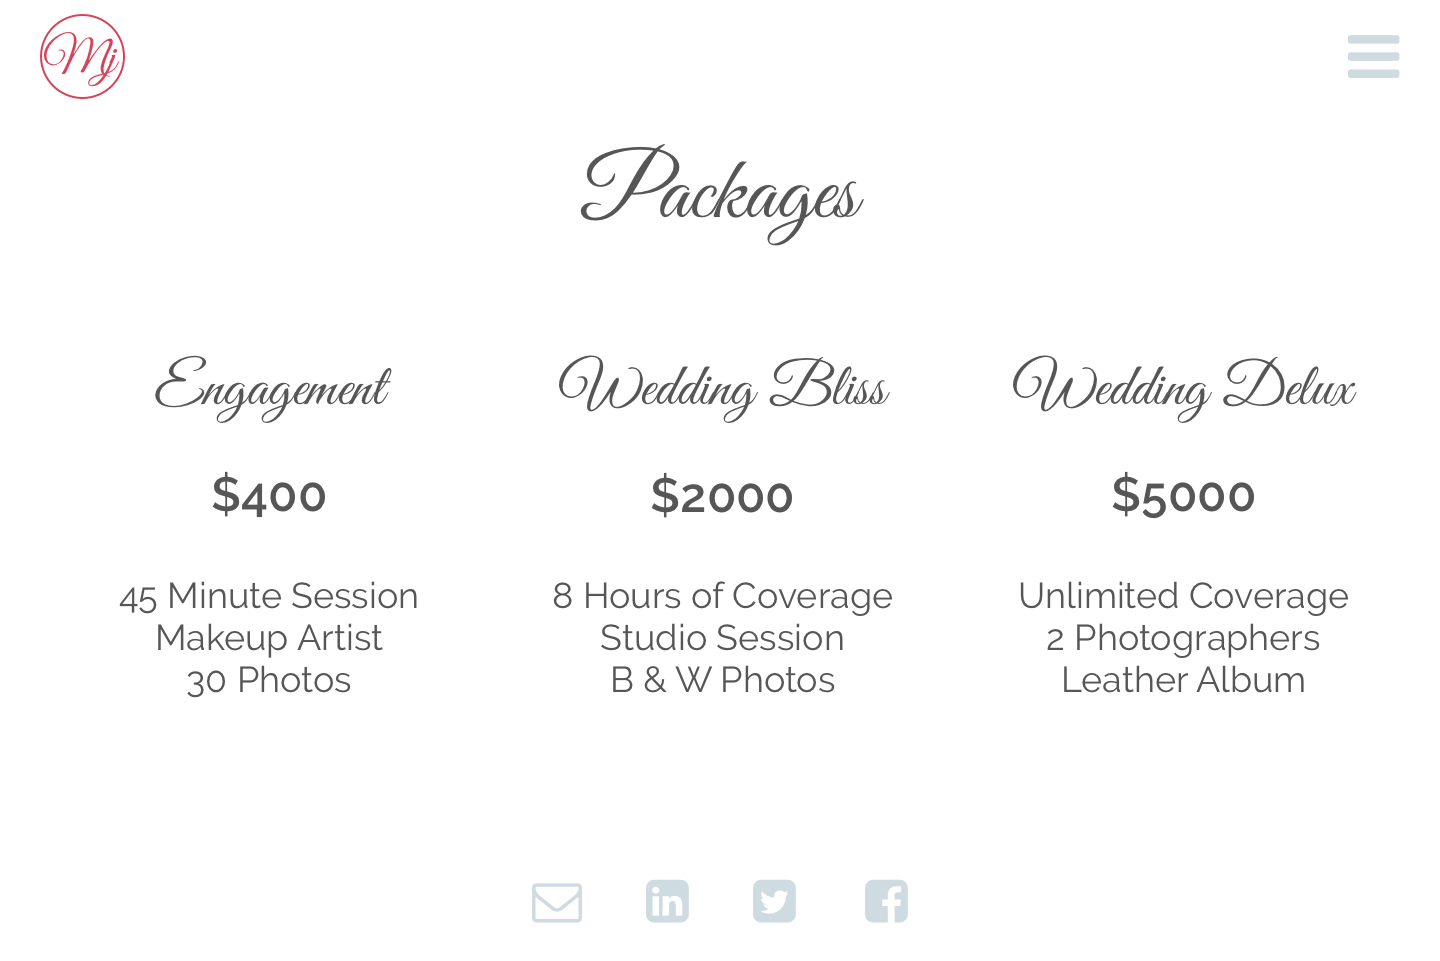 Mj
Packages
Engagement
$400
45 Minute Session
Makeup Artist
30 Photos
Wedding Bliss
$2000
8 Hours of Coverage
Studio Session
B & W Photos
Wedding Delux
$5000
Unlimited Coverage
2 Photographers
Leather Album